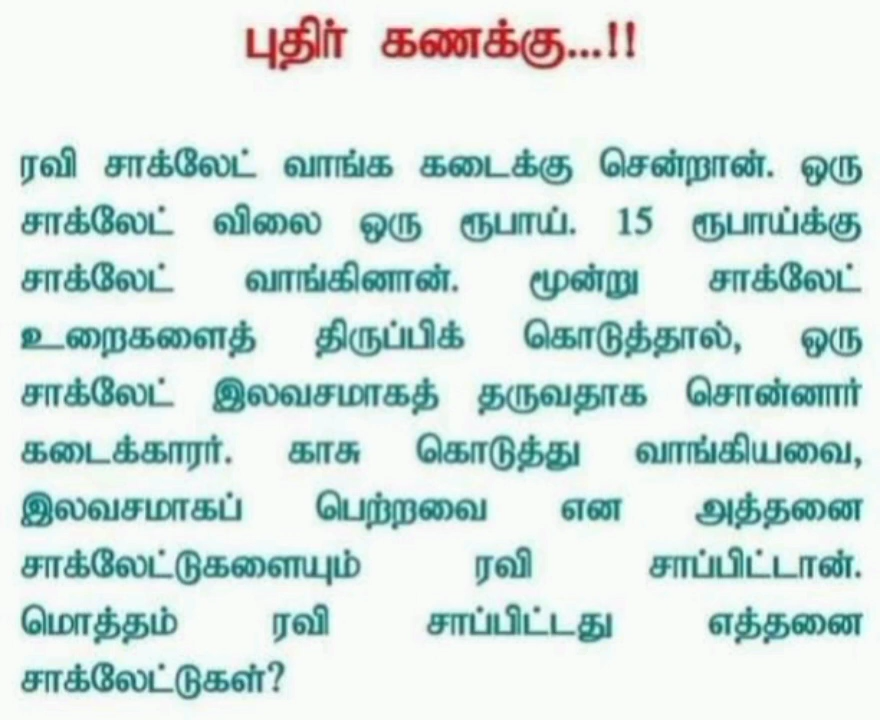 புதிர் கணக்கு...!!
ரவி சாக்லேட் வாங்க கடைக்கு சென்றான். ஒரு
சாக்லேட் விலை ஒரு ரூபாய். 15 ரூபாய்க்கு
சாக்லேட் வாங்கினான். மூன்று சாக்லேட்
உறைகளைத் திருப்பிக் கொடுத்தால், ஒரு
சாக்லேட் இலவசமாகத் தருவதாக சொன்னார்
கடைக்காரர். காசு கொடுத்து வாங்கியவை,
இலவசமாகப் பெற்றவை என அத்தனை
சாக்லேட்டுகளையும் ரவி சாப்பிட்டான்.
மொத்தம் ரவி சாப்பிட்டது எத்தனை
சாக்லேட்டுகள்?